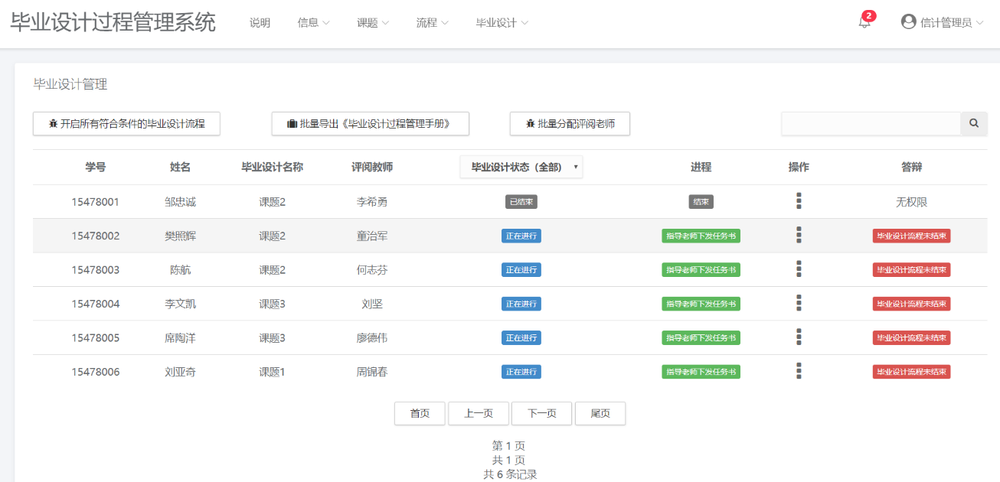 毕业设计过程管理系统 说明 信息 课题 流程 毕业设计 2 信计管理员
毕业设计管理
开启所有符合条件的毕业设计流程 批量导出《毕业设计过程管理手册》 批量分配评阅老师
学号 姓名 毕业设计名称 评阅教师 毕业设计状态（全部） 进程 操作 答辩
15478001 邹忠诚 课题2 李希勇 已结束 结束 无权限
15478002 樊照辉 课题2 童治军 正在进行 指导老师下发任务书 毕业设计流程未结束
15478003 陈航 课题2 何志芬 正在进行 指导老师下发任务书 毕业设计流程未结束
15478004 李文凯 课题3 刘坚 正在进行 指导老师下发任务书 毕业设计流程未结束
15478005 席陶洋 课题3 廖德伟 正在进行 指导老师下发任务书 毕业设计流程未结束
15478006 刘亚奇 课题1 周锦春 正在进行 指导老师下发任务书 毕业设计流程未结束
首页 上一页 下一页 尾页
第 1 页
共 1 页
共 6 条记录